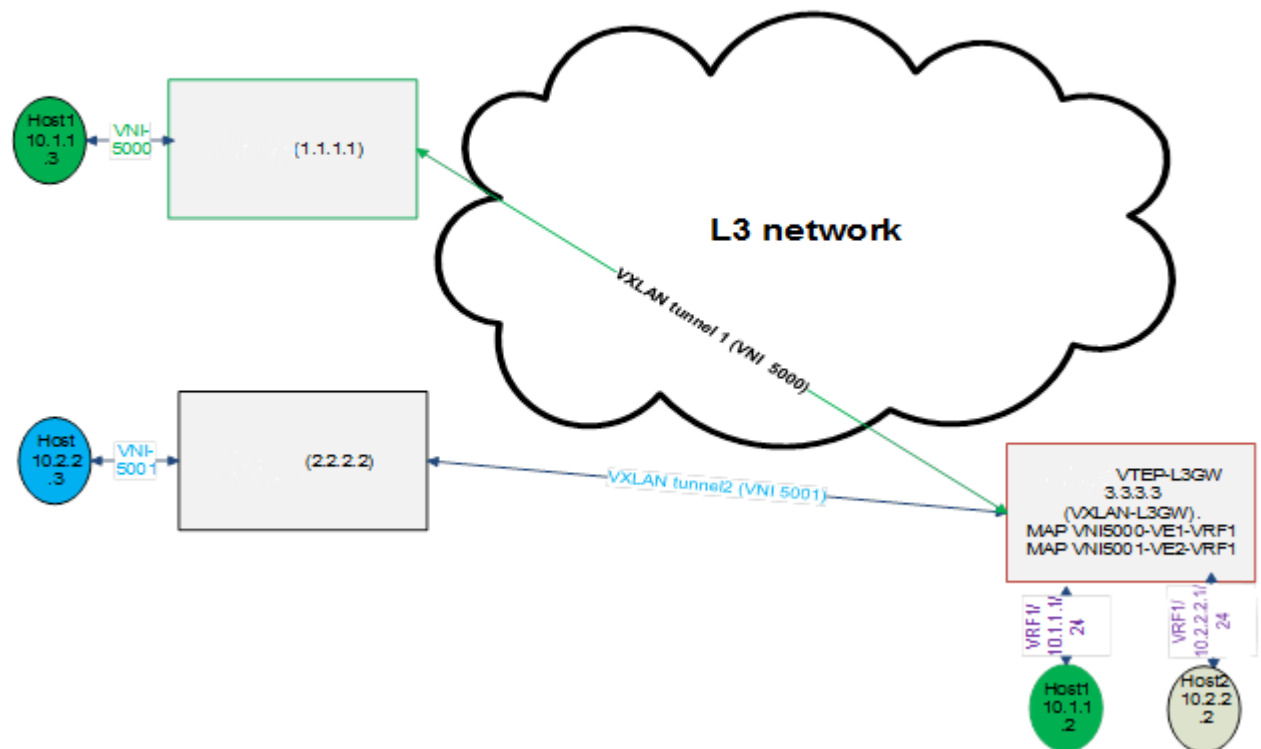 Host1
10.1.1
.3
VNI-
5000
(1.1.1.1)
L3 network
VXLAN tunnel 1 (VNI 5000)
Host
10.2.2
.3
VNI-
5001
(2.2.2.2)
VXLAN tunnel2 (VNI 5001)
VTEP-L3GW
3.3.3.3
(VXLAN-L3GW).
MAP VNI5000-VE1-VRF1
MAP VNI5001-VE2-VRF1
VRF1/
10.1.1.1/
24
VRF1/
10.2.2.2.1/
24
Host1
10.1.1
.2
Host2
10.2.2
.2